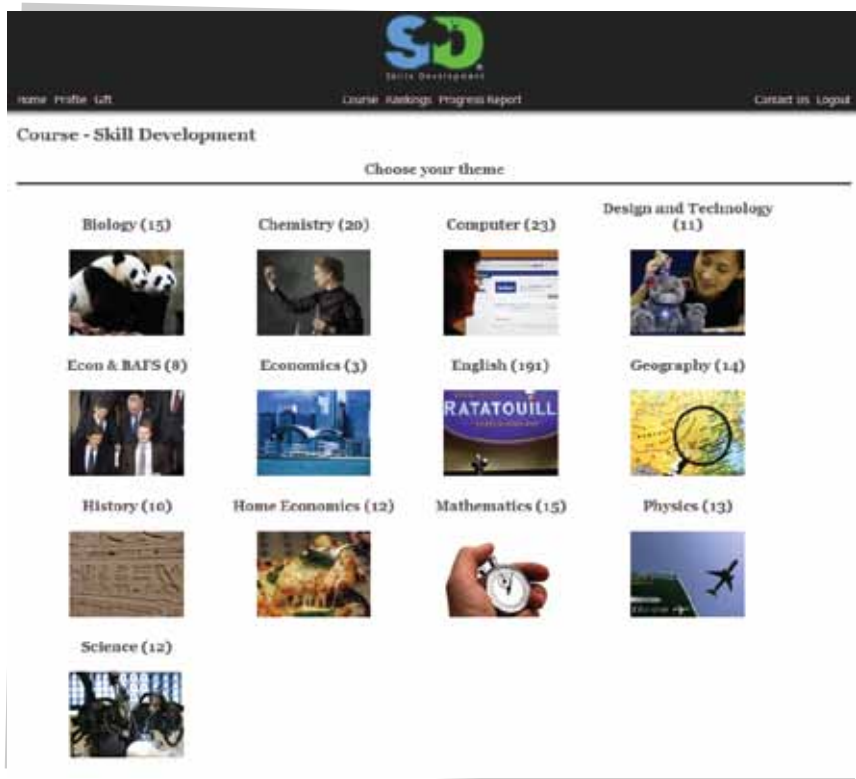 SD
Skills Development
Home Profile Gift
Course Rankings Progress Report
Contact Us Logout
Course - Skill Development
Choose your theme
Biology (15)
Chemistry (20)
Computer (23)
Design and Technology
(11)
Econ & BAFS (8)
Economics (3)
English (191)
Geography (14)
RATATOUILL
History (10)
Home Economics (12)
Mathematics (15)
Physics (13)
Science (12)